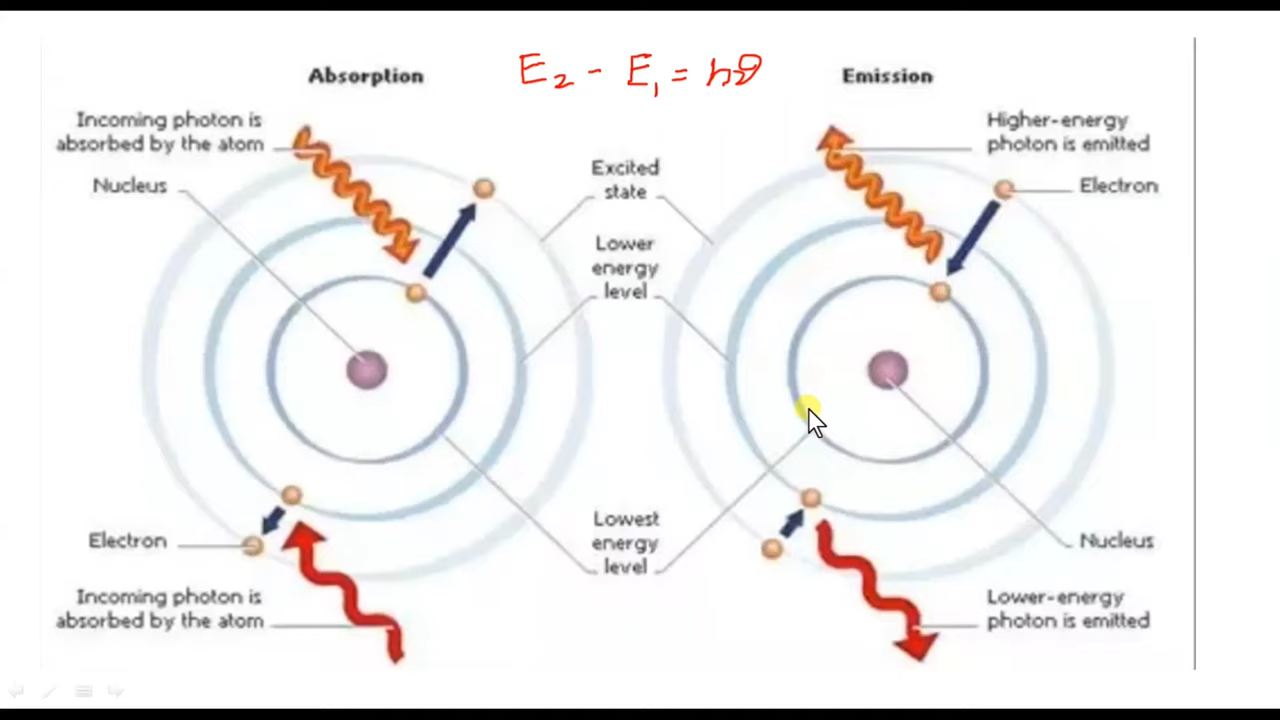 E₂ - E₁ = hν
Absorption
Emission
Incoming photon is
absorbed by the atom
Nucleus
Excited
state
Lower
energy
level
Higher-energy
photon is emitted
Electron
Electron
Incoming photon is
absorbed by the atom
Lowest
energy
level
Nucleus
Lower-energy
photon is emitted